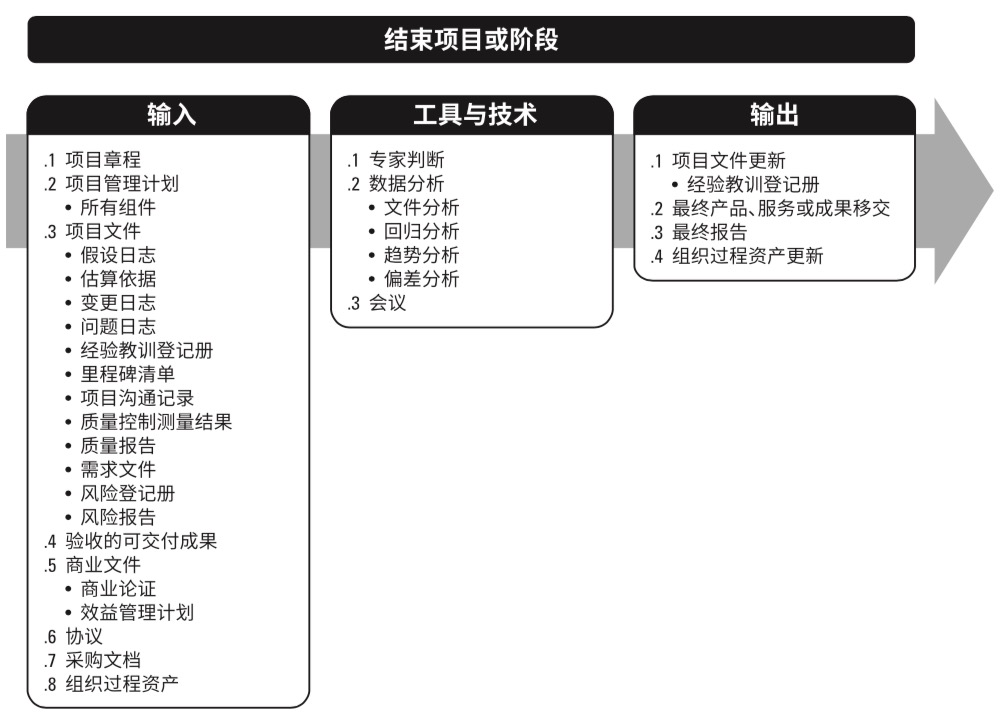 结束项目或阶段
输入
.1 项目章程
.2 项目管理计划
• 所有组件
.3 项目文件
• 假设日志
• 估算依据
• 变更日志
• 问题日志
• 经验教训登记册
• 里程碑清单
• 项目沟通记录
• 质量控制测量结果
• 质量报告
• 需求文件
• 风险登记册
• 风险报告
.4 验收的可交付成果
.5 商业文件
• 商业论证
• 效益管理计划
.6 协议
.7 采购文档
.8 组织过程资产
工具与技术
.1 专家判断
.2 数据分析
• 文件分析
• 回归分析
• 趋势分析
• 偏差分析
.3 会议
输出
.1 项目文件更新
• 经验教训登记册
.2 最终产品、服务或成果移交
.3 最终报告
.4 组织过程资产更新